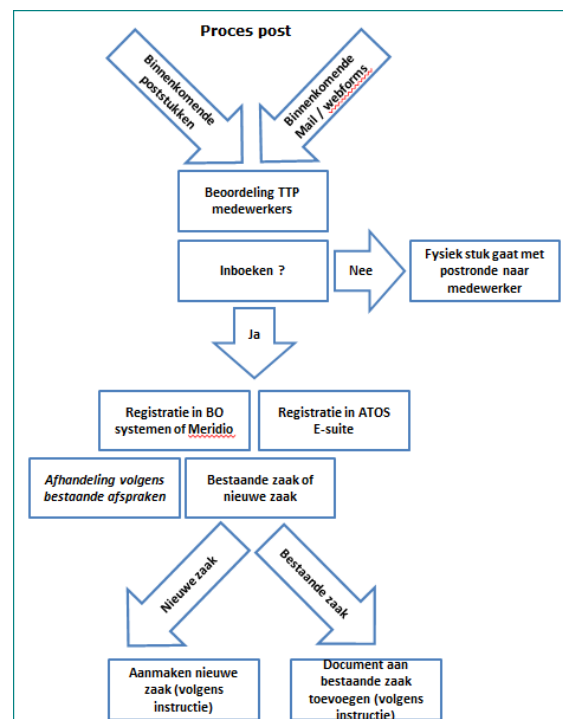 Proces post
Binnenkomende
poststukken
Binnenkomende
Mail / webforms
Beoordeling TTP
medewerkers
Inboeken ?
Nee
Fysiek stuk gaat met
postronde naar
medewerker
Ja
Registratie in BO
systemen of Meridio
Registratie in ATOS
E-suite
Afhandeling volgens
bestaande afspraken
Bestaande zaak of
nieuwe zaak
Nieuwe zaak
Bestaande zaak
Aanmaken nieuwe
zaak (volgens
instructie)
Document aan
bestaande zaak
toevoegen (volgens
instructie)